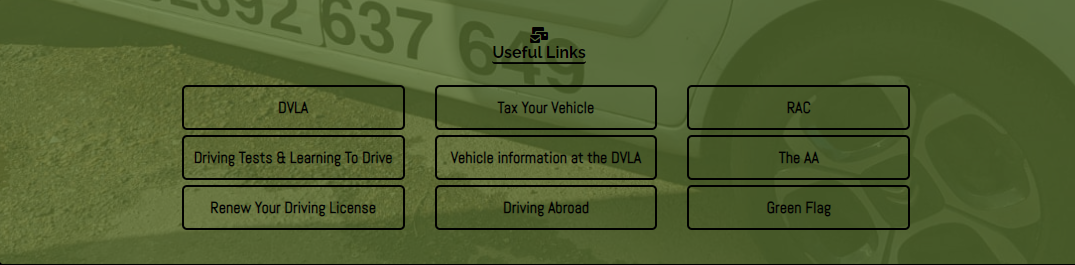 392 637 649
Useful Links
DVLA
Tax Your Vehicle
RAC
Driving Tests & Learning To Drive
Vehicle information at the DVLA
The AA
Renew Your Driving License
Driving Abroad
Green Flag